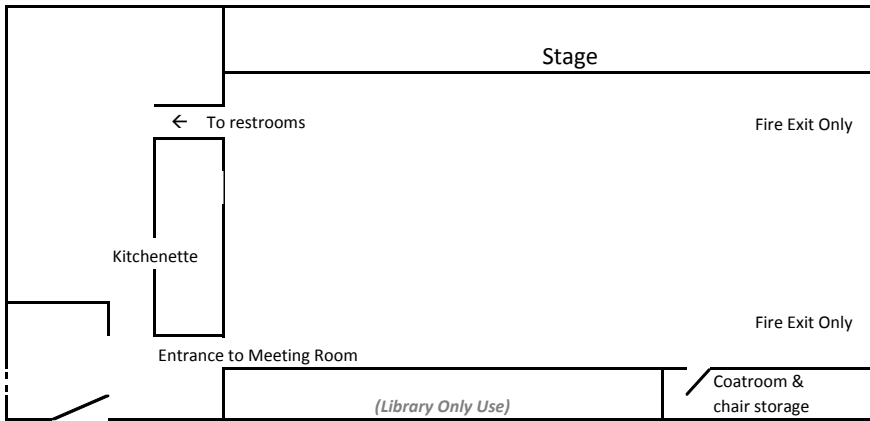 Stage
← To restrooms
Fire Exit Only
Kitchenette
Fire Exit Only
Entrance to Meeting Room
Coatroom &
chair storage
(Library Only Use)